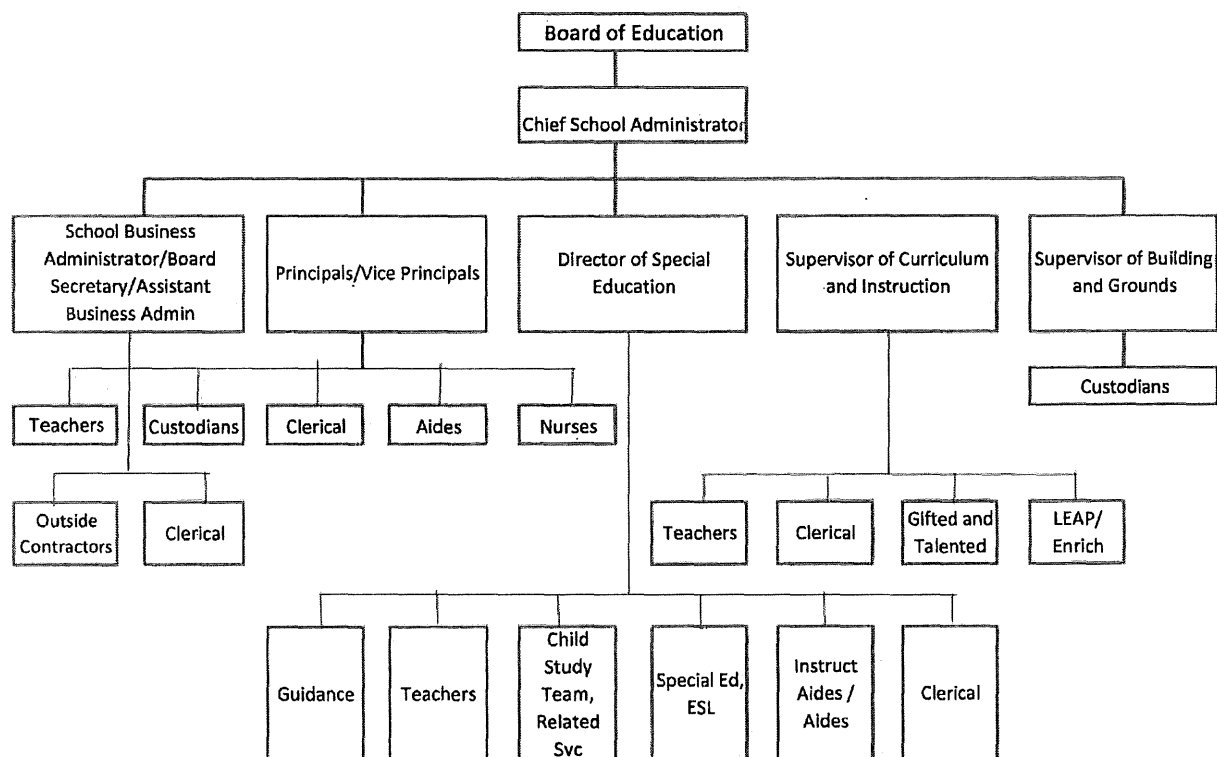 Board of Education
Chief School Administrator
School Business
Administrator/Board
Secretary/Assistant
Business Admin
Principals/Vice Principals
Director of Special
Education
Supervisor of Curriculum
and Instruction
Supervisor of Building
and Grounds
Teachers
Custodians
Clerical
Aides
Nurses
Custodians
Outside
Contractors
Clerical
Teachers
Clerical
Gifted and
Talented
LEAP/
Enrich
Guidance
Teachers
Child
Study
Team,
Related
Svc
Special Ed,
ESL
Instruct
Aides /
Aides
Clerical